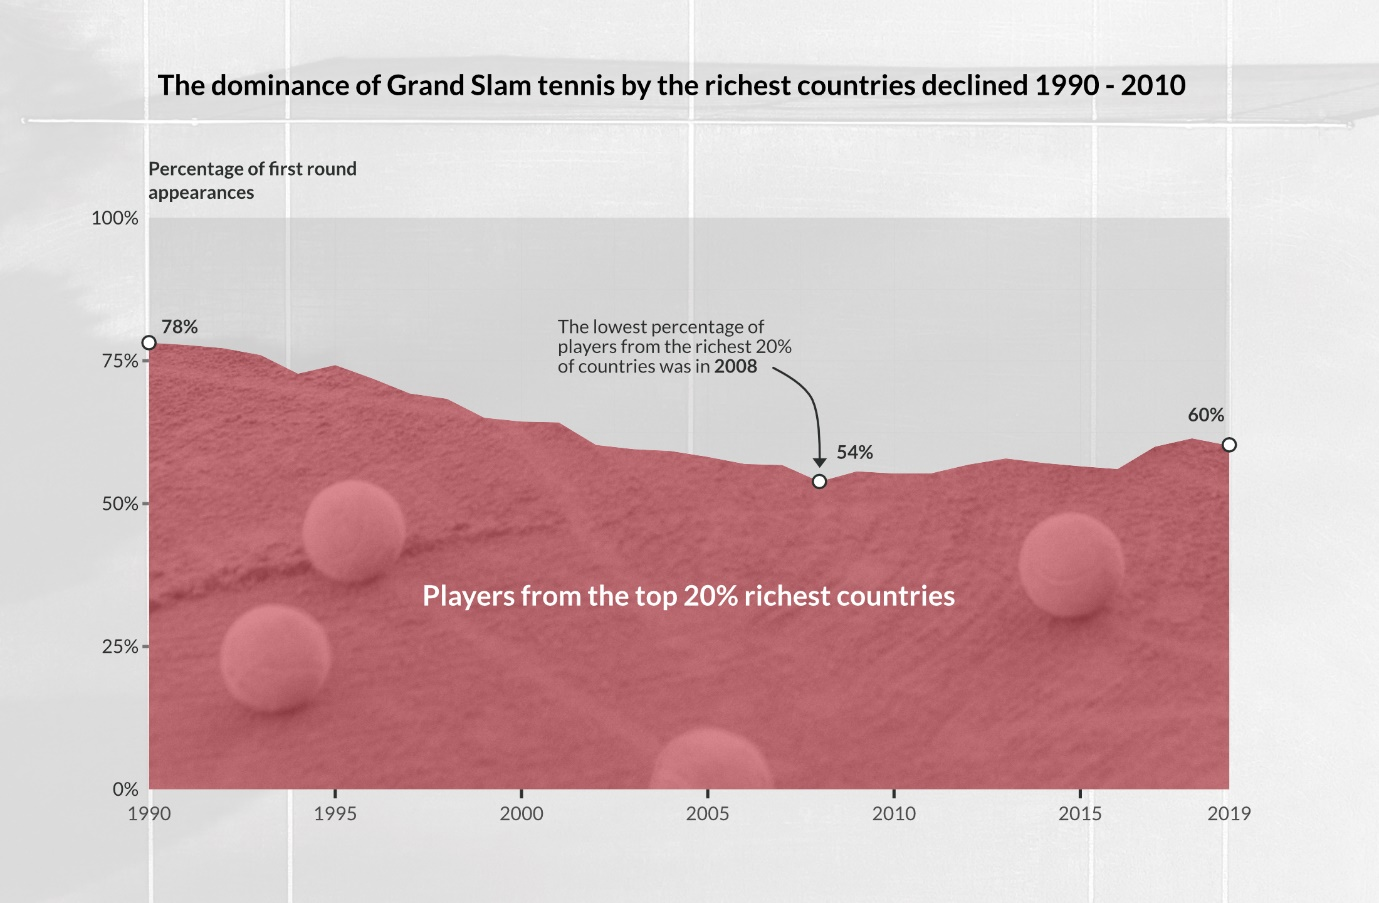 The dominance of Grand Slam tennis by the richest countries declined 1990 - 2010
Percentage of first round
appearances
100%
78%
75%
The lowest percentage of
players from the richest 20%
of countries was in 2008
60%
54%
50%
Players from the top 20% richest countries
25%
0%
1990
1995
2000
2005
2010
2015
2019